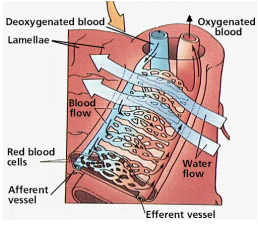 Deoxygenated blood
Oxygenated
blood
Lamellae
Blood
flow
Red blood
cells
Water
flow
Afferent
vessel
Efferent vessel